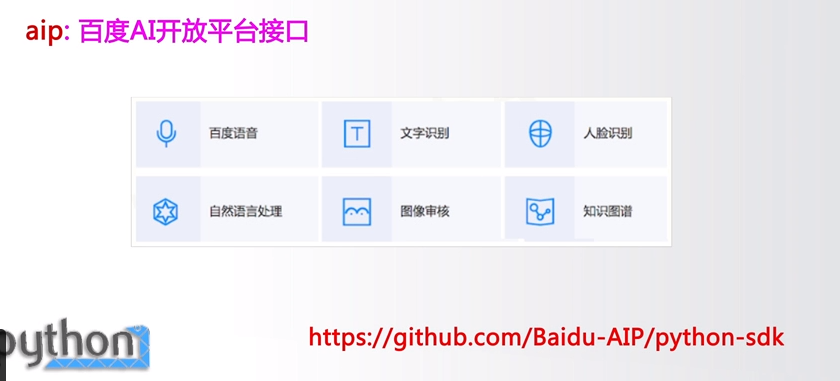 aip: 百度AI开放平台接口
百度语音
文字识别
人脸识别
自然语言处理
图像审核
知识图谱
python
https://github.com/Baidu-AIP/python-sdk